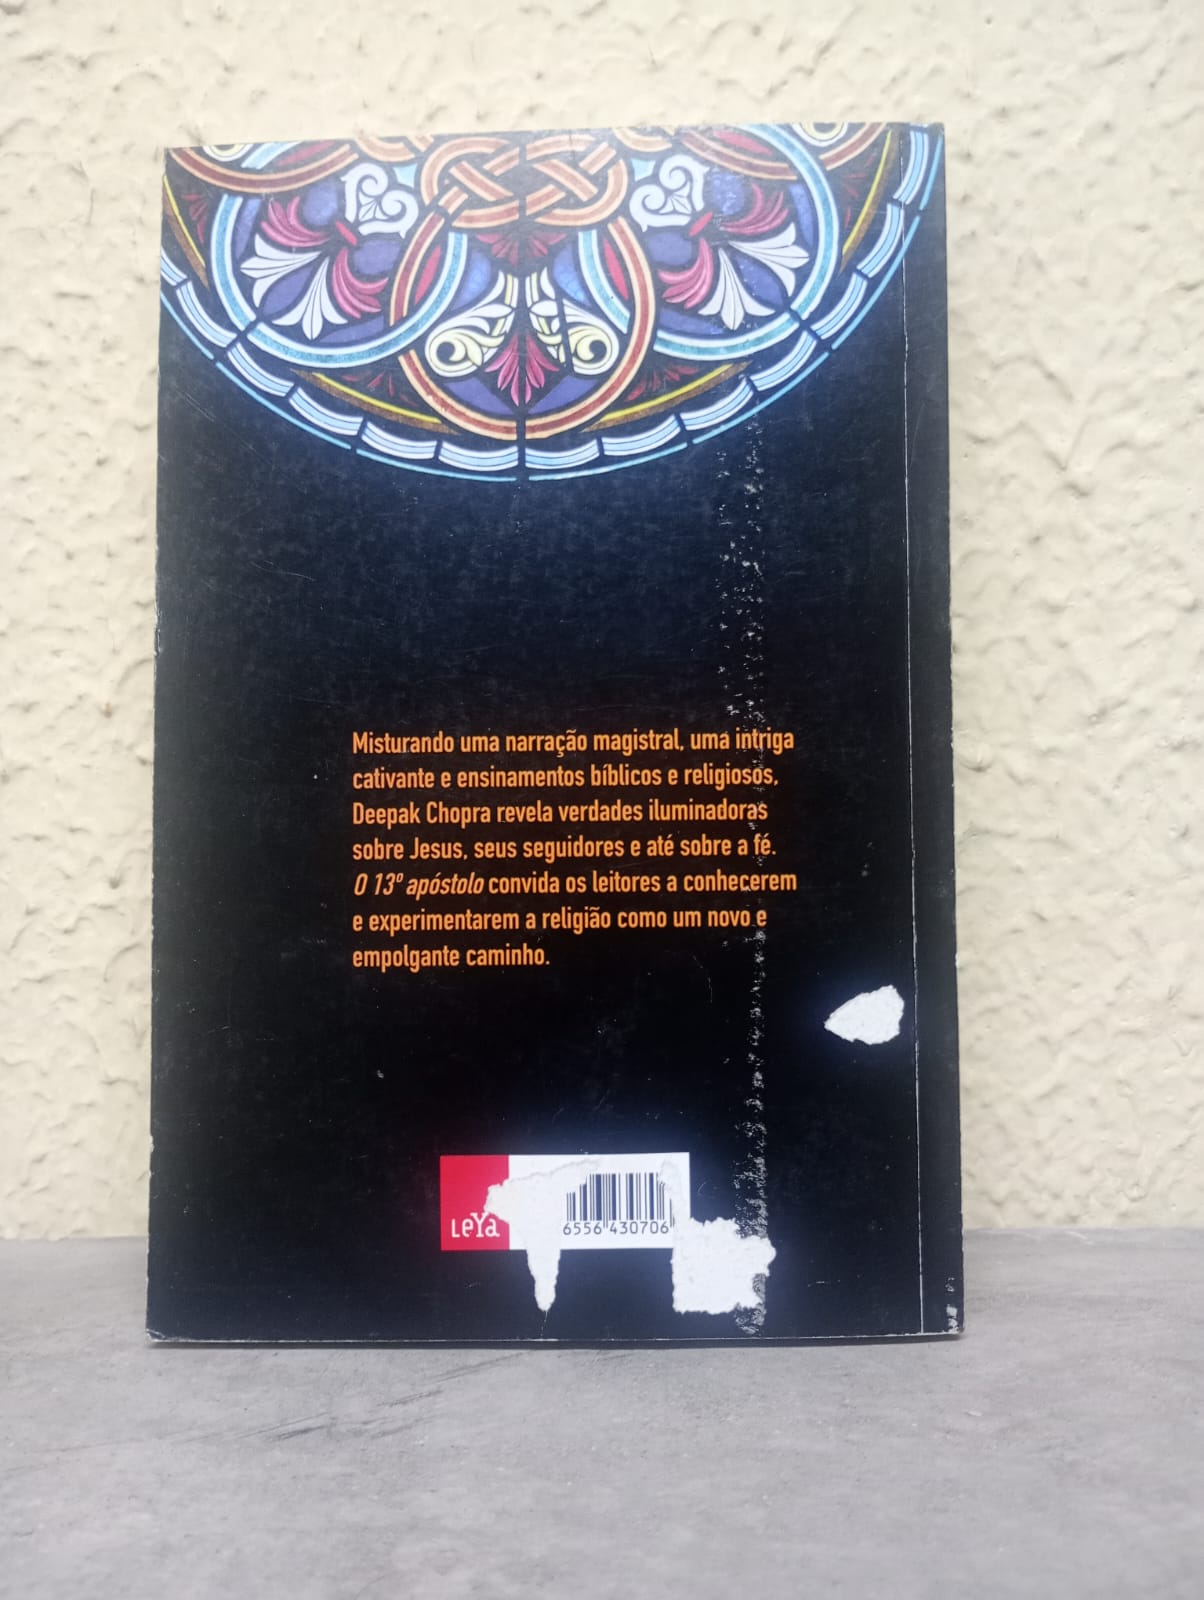 Misturando uma narração magistral, uma intriga
cativante e ensinamentos bíblicos e religiosos,
Deepak Chopra revela verdades iluminadoras
sobre Jesus, seus seguidores e até sobre a fé.
O 13º apóstolo convida os leitores a conhecerem
e experimentarem a religião como um novo e
empolgante caminho.
LeYa
6556 430706